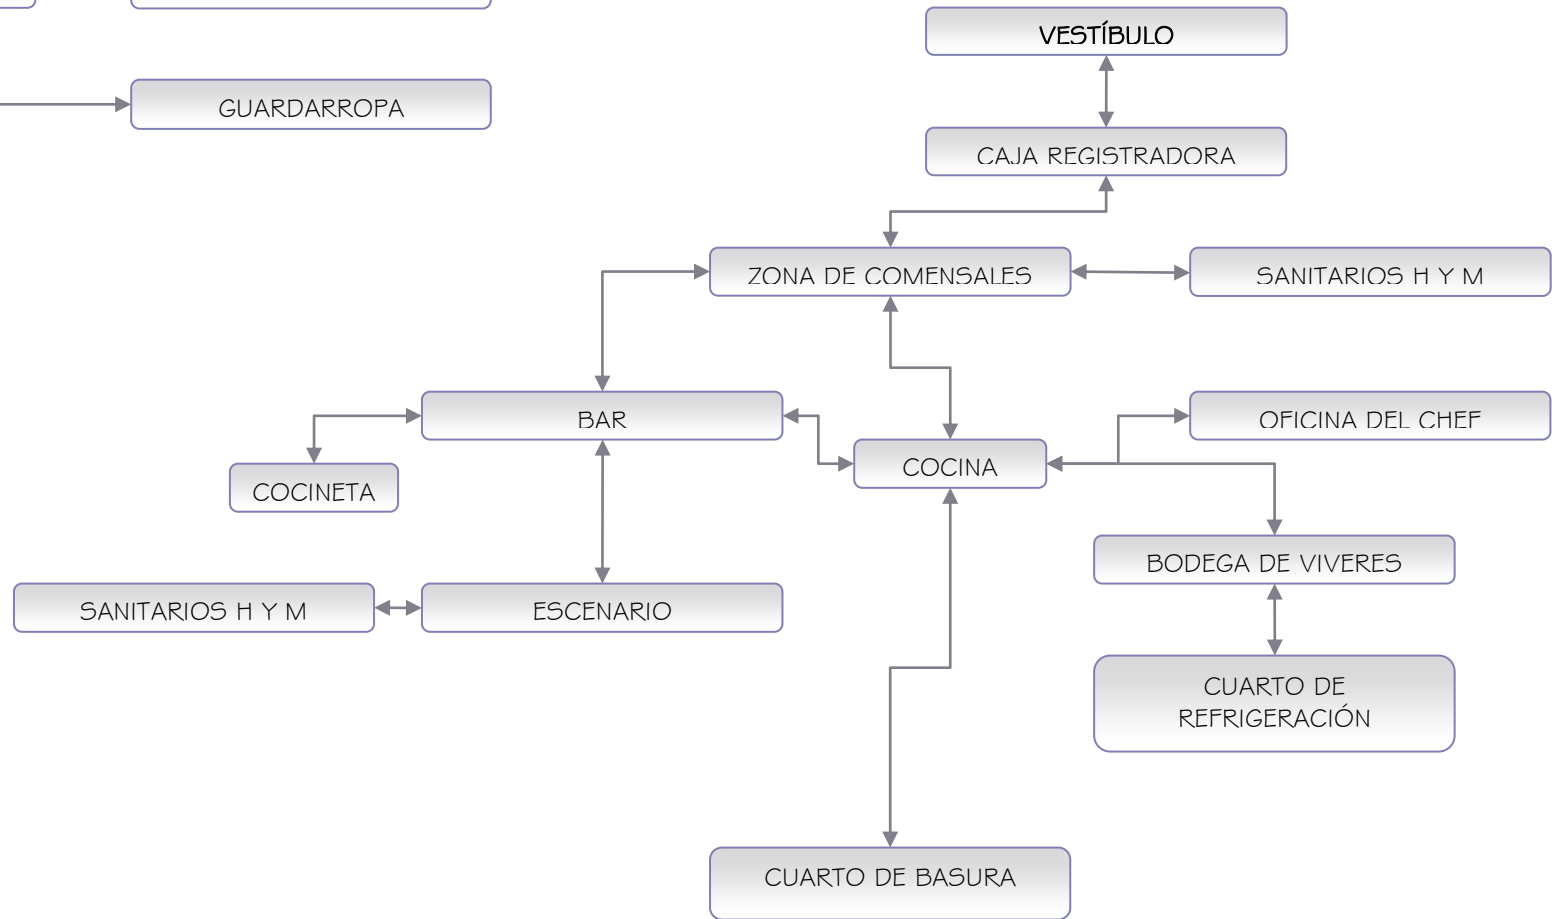 VESTÍBULO
GUARDARROPA
CAJA REGISTRADORA
ZONA DE COMENSALES
SANITARIOS H Y M
BAR
OFICINA DEL CHEF
COCINA
COCINETA
BODEGA DE VIVERES
SANITARIOS H Y M
ESCENARIO
CUARTO DE
REFRIGERACIÓN
CUARTO DE BASURA